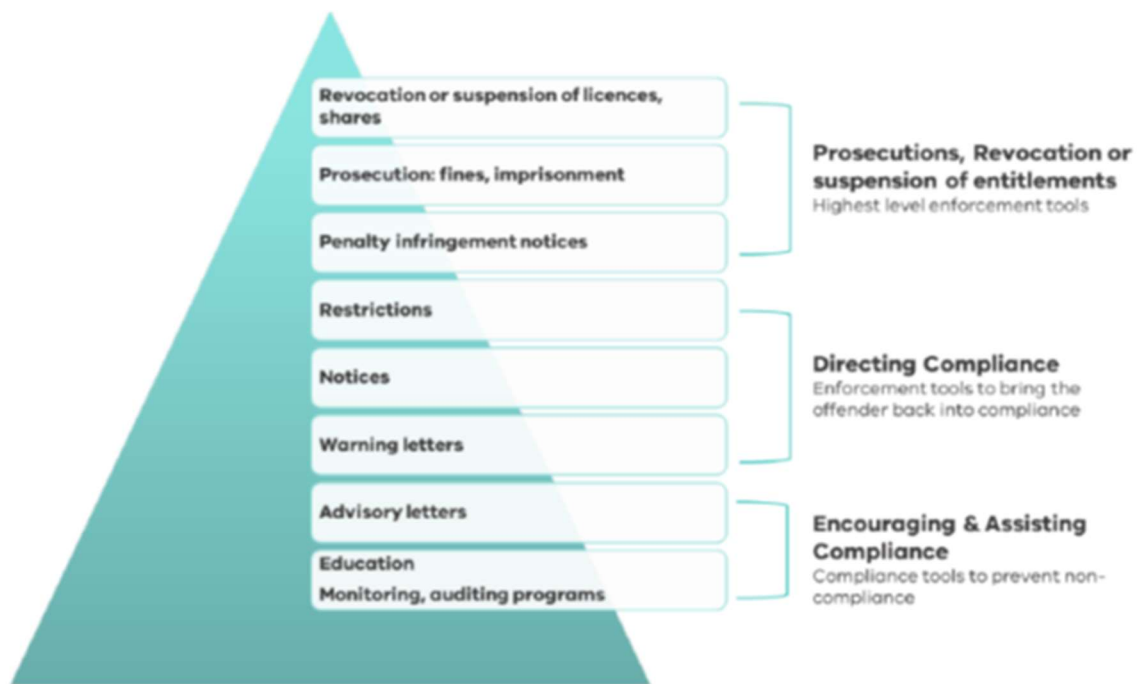 Revocation or suspension of licences,
shares
Prosecution: fines, imprisonment
Penalty infringement notices
Prosecutions, Revocation or
suspension of entitlements
Highest level enforcement tools
Restrictions
Notices
Warning letters
Directing Compliance
Enforcement tools to bring the
offender back into compliance
Advisory letters
Education
Monitoring, auditing programs
Encouraging & Assisting
Compliance
Compliance tools to prevent non-
compliance